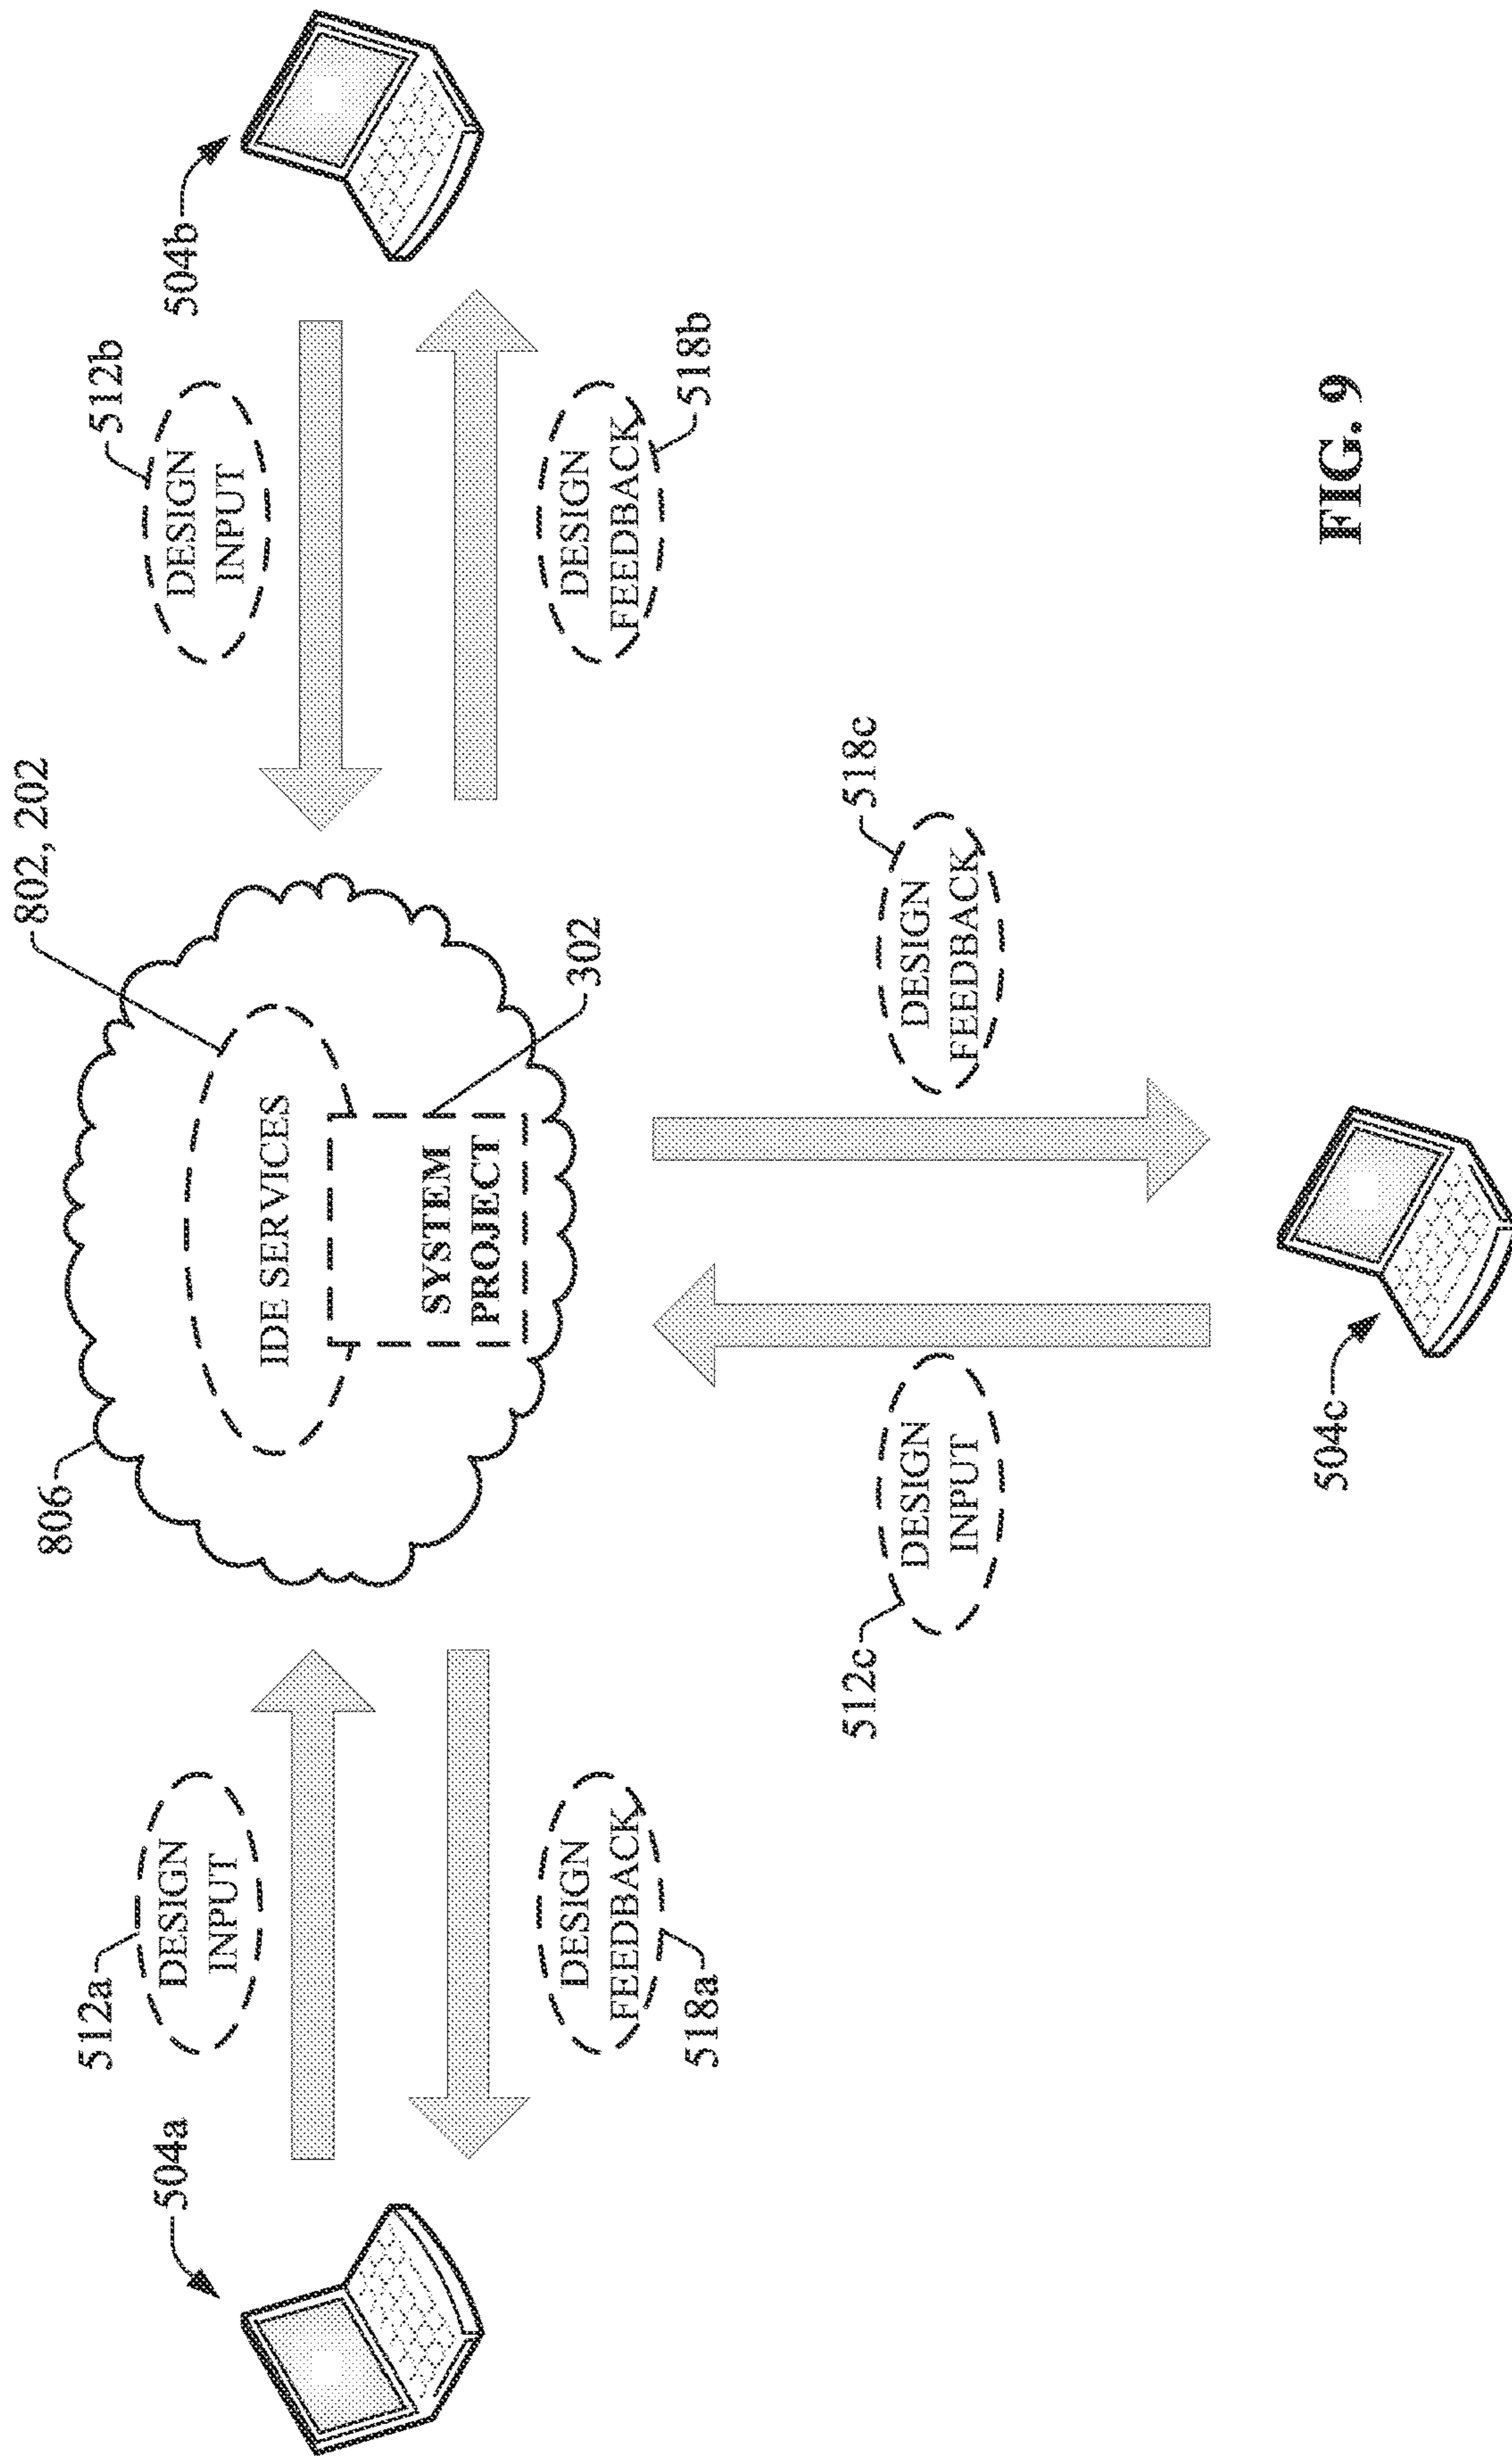 802, 202
806
IDE SERVICES
SYSTEM
PROJECT
302
504a
512a
DESIGN
INPUT
DESIGN
FEEDBACK
518a
512b
DESIGN
INPUT
504b
DESIGN
FEEDBACK
518b
512c
DESIGN
INPUT
DESIGN
FEEDBACK
518c
504c
FIG. 9